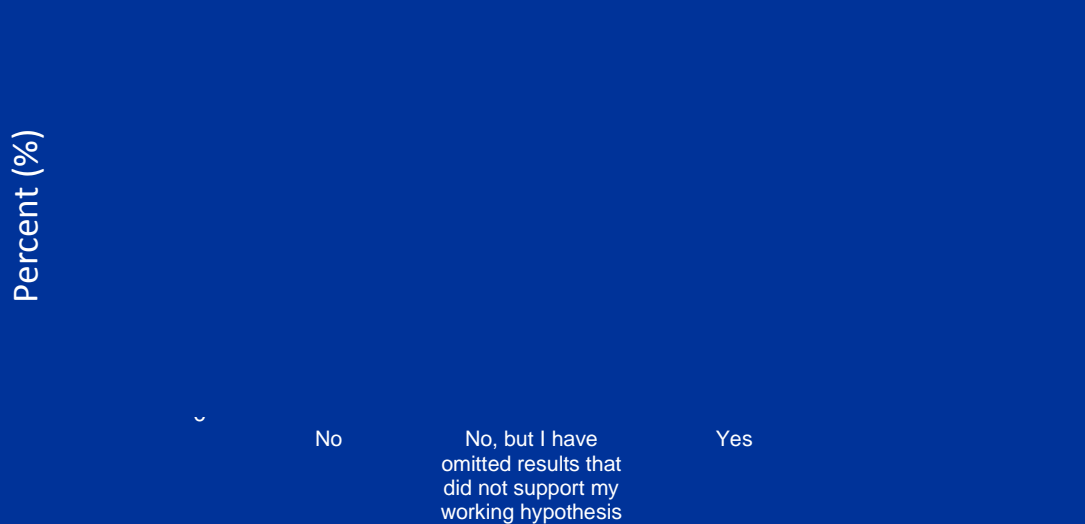 Percent (%)
No
No, but I have
omitted results that
did not support my
working hypothesis
Yes